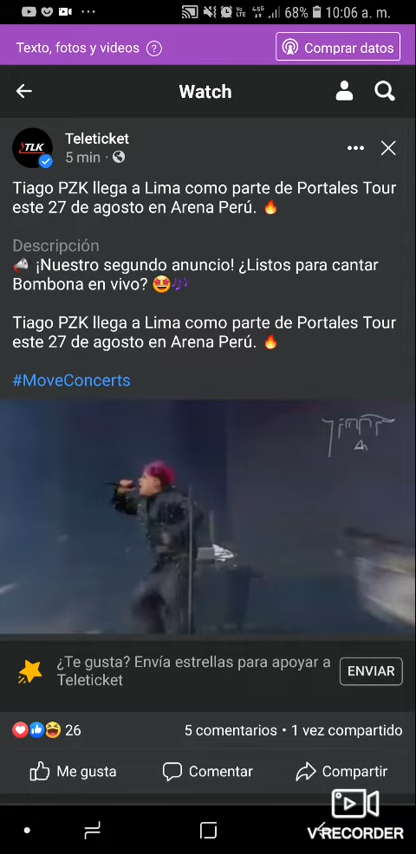 68% 10:06 a. m.
Texto, fotos y videos ?
Comprar datos
Watch
TLK
Teleticket
5 min ·
Tiago PZK llega a Lima como parte de Portales Tour
este 27 de agosto en Arena Perú. 🔥
Descripción
📣 ¡Nuestro segundo anuncio! ¿Listos para cantar
Bombona en vivo? 🤩🎶
Tiago PZK llega a Lima como parte de Portales Tour
este 27 de agosto en Arena Perú. 🔥
#MoveConcerts
¿Te gusta? Envía estrellas para apoyar a
Teleticket
ENVIAR
26
5 comentarios • 1 vez compartido
Me gusta
Comentar
Compartir
VRECORDER